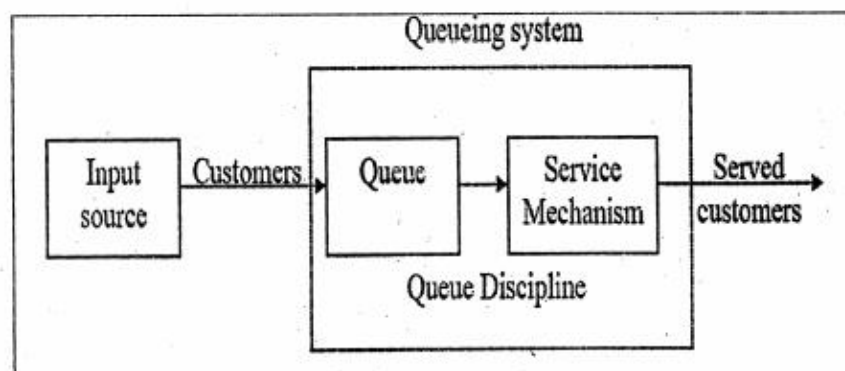 Queueing system
Input
source
Customers
Queue
Service
Mechanism
Served
customers
Queue Discipline